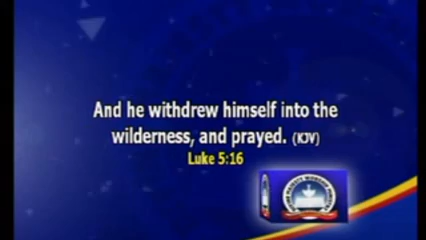 And he withdrew himself into the
wilderness, and prayed. (KJV)
Luke 5:16